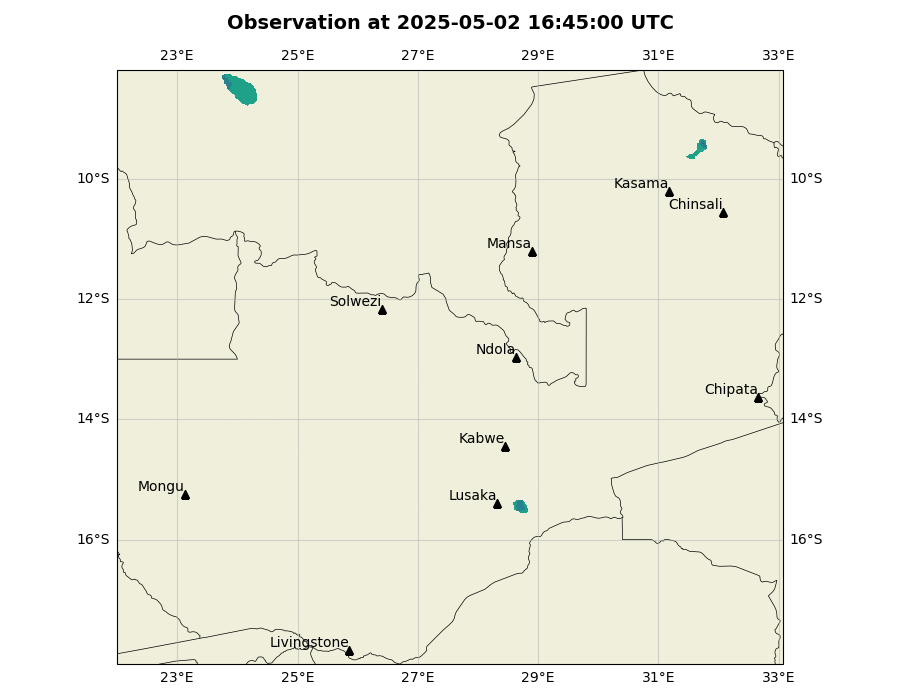 Observation at 2025-05-02 16:45:00 UTC
23°E 25°E 27°E 29°E 31°E 33°E
10°S 10°S
Kasama
Chinsali
Mansa
12°S 12°S
Solwezi
Ndola
Chipata
14°S 14°S
Kabwe
Mongu
Lusaka
16°S 16°S
Livingstone
23°E 25°E 27°E 29°E 31°E 33°E